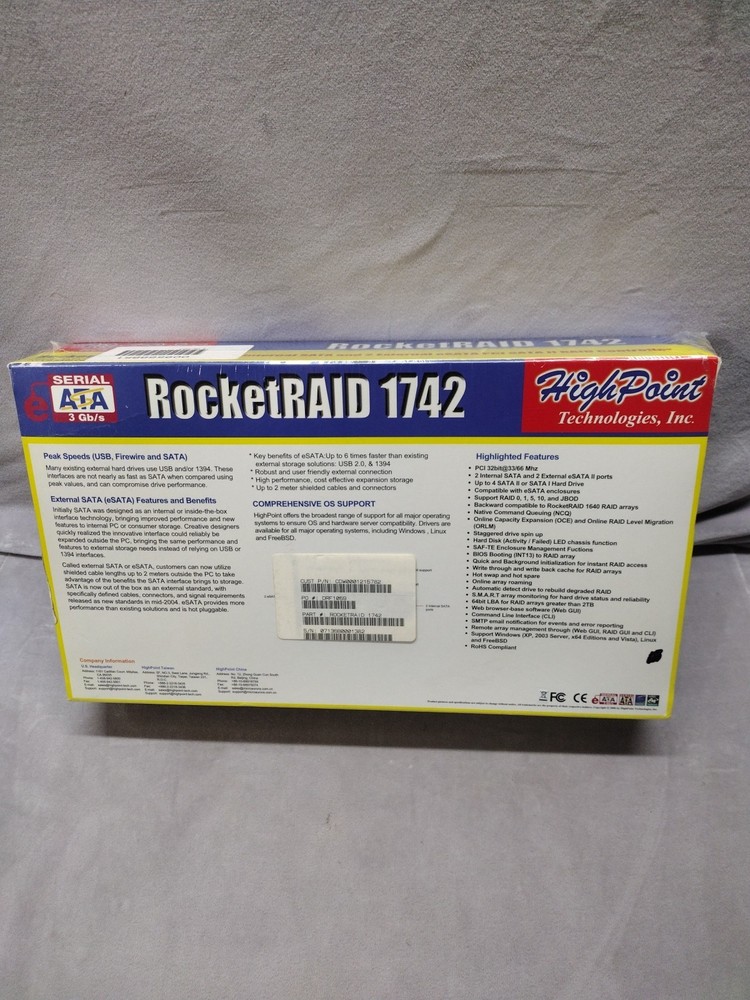 RocketRAID 1742
SERIAL
ATA
3 Gb/s
RocketRAID 1742
HighPoint
Technologies, Inc.
Peak Speeds (USB, Firewire and SATA)
Many existing external hard drives use USB and/or 1394. These
interfaces are not nearly as fast as SATA when compared using
peak values, and can compromise drive performance.
External SATA (eSATA) Features and Benefits
Initially SATA was designed as an internal or inside-the-box
interface technology, bringing improved performance and new
features to internal PC or consumer storage. Creative designers
quickly realized the innovative interface could reliably be
expanded outside the PC, bringing the same performance and
features to external storage needs instead of relying on USB or
1394 interfaces.
Called external SATA or eSATA, customers can now utilize
shielded cable lengths up to 2 meters outside the PC to take
advantage of the benefits the SATA interface brings to storage.
SATA is now out of the box as an external standard, with
specifically defined cables, connectors, and signal requirements
released as new standards in mid-2004. eSATA provides more
performance than existing solutions and is hot pluggable.
* Key benefits of eSATA:Up to 6 times faster than existing
external storage solutions: USB 2.0, & 1394
* Robust and user friendly external connection
* High performance, cost effective expansion storage
* Up to 2 meter shielded cables and connectors
COMPREHENSIVE OS SUPPORT
HighPoint offers the broadest range of support for all major operating
systems to ensure OS and hardware server compatibility. Drivers are
available for all major operating systems, including Windows , Linux
and FreeBSD.
PART #: ROCKETRAID 1742
Highlighted Features
• PCI 32bit@33/66 Mhz
• 2 Internal SATA and 2 External eSATA II ports
• Up to 4 SATA II or SATA I Hard Drive
• Compatible with eSATA enclosures
• Support RAID 0, 1, 5, 10, and JBOD
• Backward compatible to RocketRAID 1640 RAID arrays
• Native Command Queuing (NCQ)
• Online Capacity Expansion (OCE) and Online RAID Level Migration
(ORLM)
• Staggered drive spin up
• Hard Disk (Activity / Failed) LED chassis function
• SAF-TE Enclosure Management Fuctions
• BIOS Booting (INT13) to RAID array
• Quick and Background initialization for instant RAID access
• Write through and write back cache for RAID arrays
• Hot swap and hot spare
• Online array roaming
• Automatic detect drive to rebuild degraded RAID
• S.M.A.R.T array monitoring for hard drive status and reliability
• 64bit LBA for RAID arrays greater than 2TB
• Web browser-base software (Web GUI)
• Command Line Interface (CLI)
• SMTP email notification for events and error reporting
• Remote array management (through (Web GUI, RAID GUI and CLI)
• Support Windows (XP, 2003 Server, x64 Editions and Vista), Linux
and FreeBSD
• RoHS Compliant
Company Information
U.S. Headquarter
HighPoint Taiwan
HighPoint China
FC CE